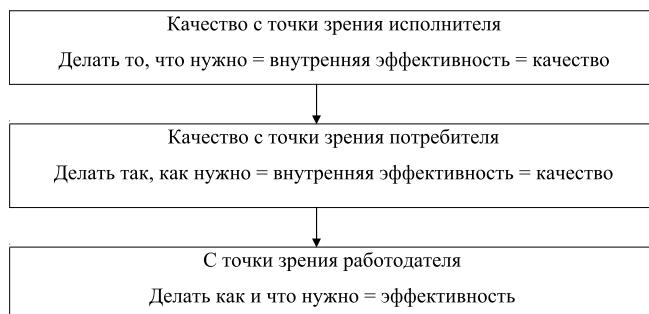 Качество с точки зрения исполнителя
Делать то, что нужно = внутренняя эффективность = качество
Качество с точки зрения потребителя
Делать так, как нужно = внутренняя эффективность = качество
С точки зрения работодателя
Делать как и что нужно = эффективность